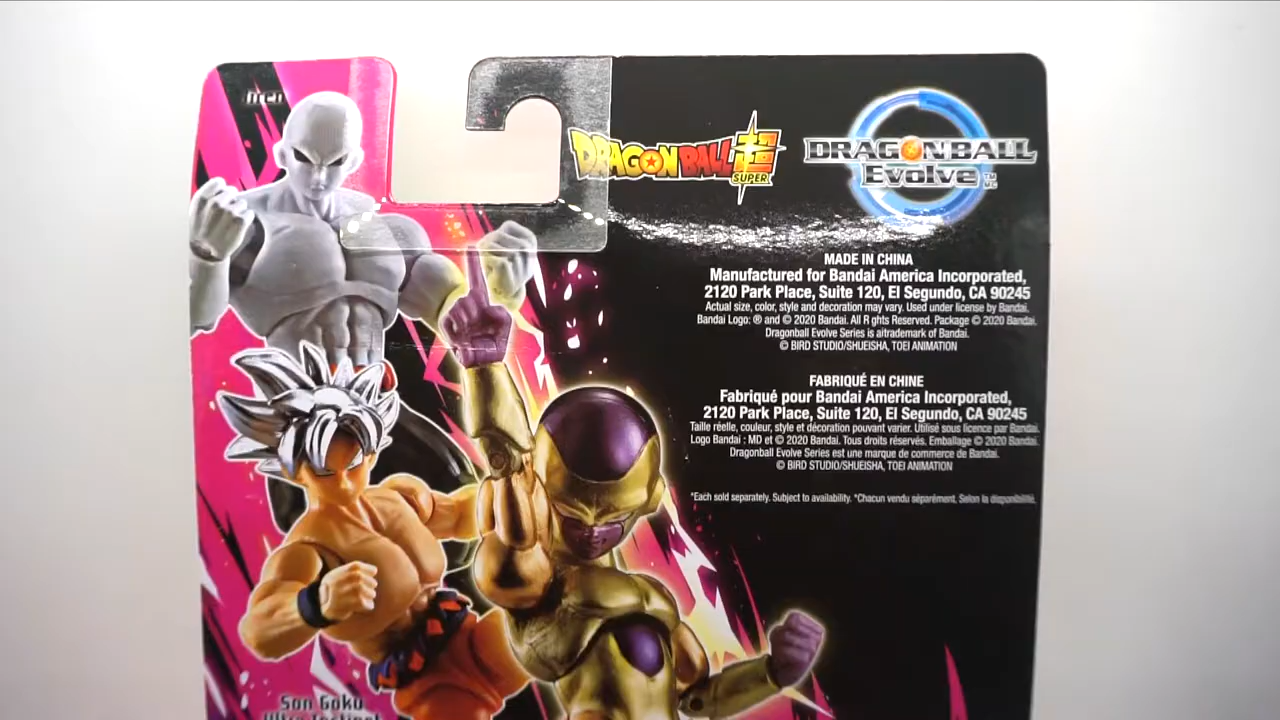 Jiren
DRAGON BALL 超
SUPER
DRAGON BALL
Evolve TM
MC
MADE IN CHINA
Manufactured for Bandai America Incorporated,
2120 Park Place, Suite 120, El Segundo, CA 90245
Actual size, color, style and decoration may vary. Used under license by Bandai.
Bandai Logo: ® and © 2020 Bandai. All R ghts Reserved. Package © 2020 Bandai.
Dragonball Evolve Series is aitrademark of Bandai.
© BIRD STUDIO/SHUEISHA, TOEI ANIMATION
FABRIQUÉ EN CHINE
Fabriqué pour Bandai America Incorporated,
2120 Park Place, Suite 120, El Segundo, CA 90245
Taille réelle, couleur, style et décoration pouvant varier. Utilisé sous licence par Bandai.
Logo Bandai : MD et © 2020 Bandai. Tous droits réservés. Emballage © 2020 Bandai.
Dragonball Evolve Series est une marque de commerce de Bandai.
© BIRD STUDIO/SHUEISHA, TOEI ANIMATION
*Each sold separately. Subject to availability. *Chacun vendu séparément. Selon la disponibilité.
Son Goku
Ultra Instinct